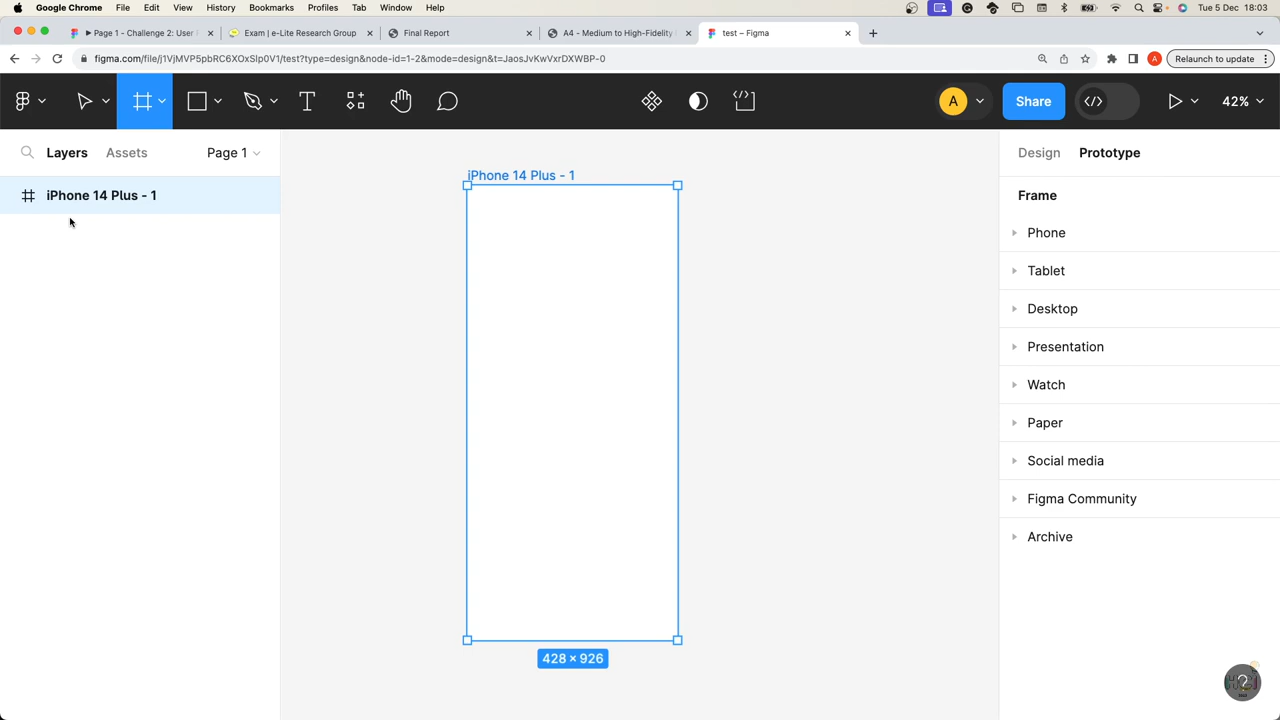 Google Chrome File Edit View History Bookmarks Profiles Tab Window Help Tue 5 Dec 18:03
Page 1 - Challenge 2: User
Exam | e-Lite Research Group
Final Report
A4 - Medium to High-Fidelity
test – Figma
figma.com/file/j1VjMVP5pbRC6XOxSlp0V1/test?type=design&node-id=1-2&mode=design&t=JaosJvKwVxrDXWBP-0
A
Relaunch to update
T
A
Share
42%
Layers
Assets
Page 1
Design
Prototype
iPhone 14 Plus - 1
iPhone 14 Plus - 1
428 × 926
Frame
Phone
Tablet
Desktop
Presentation
Watch
Paper
Social media
Figma Community
Archive
?